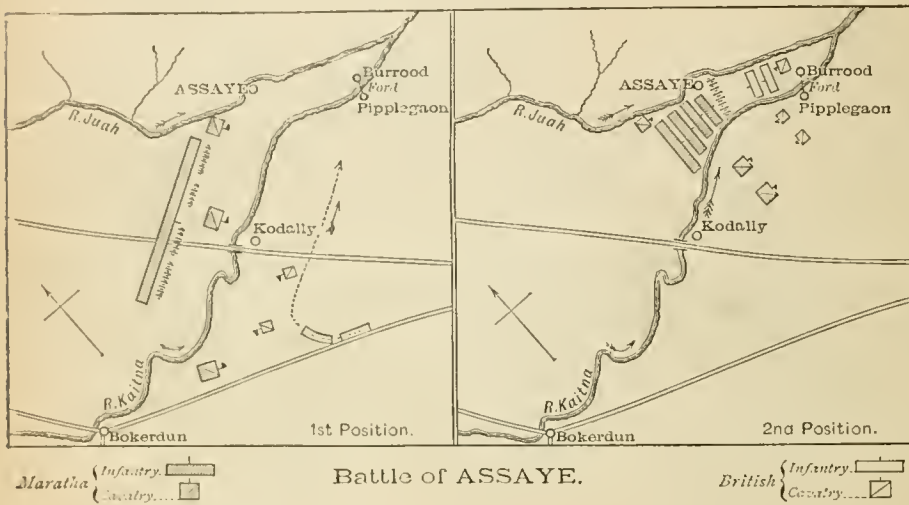 ASSAYE
Burrood
Ford
Pipplegaon
R.Juah
Kodally
R.Kaitna
Bokerdun
1st Position.
ASSAYE
Burrood
Ford
Pipplegaon
R.Juah
Kodally
R.Kaitna
Bokerdun
2nd Position.
Maratha
Infantry.
Cavalry....
Battle of ASSAYE.
British
Infantry.
Cavalry...